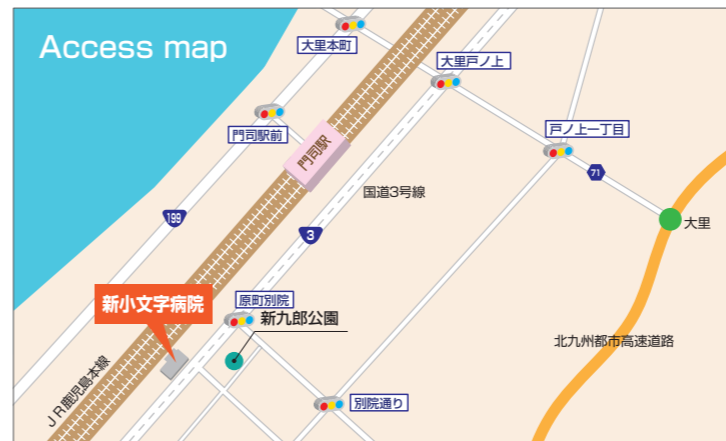 Access map
大里本町
大里戸ノ上
門司駅前
戸ノ上一丁目
門司駅
71
国道3号線
199
大里
3
新小文字病院
原町別院
新九郎公園
北九州都市高速道路
JR鹿児島本線
別院通り